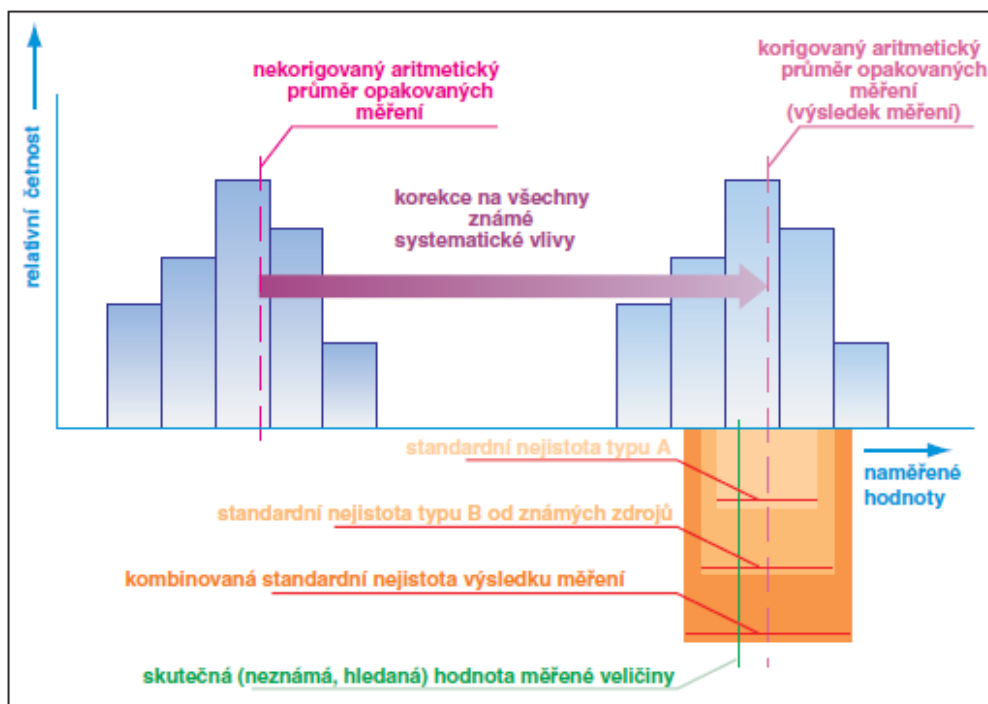 nekorigovaný aritmetický
průměr opakovaných
měření
korigovaný aritmetický
průměr opakovaných
měření
(výsledek měření)
relativní četnost
korekce na všechny
známé
systematické vlivy
standardní nejistota typu A
naměřené
hodnoty
standardní nejistota typu B od známých zdrojů
kombinovaná standardní nejistota výsledku měření
skutečná (neznámá, hledaná) hodnota měřené veličiny